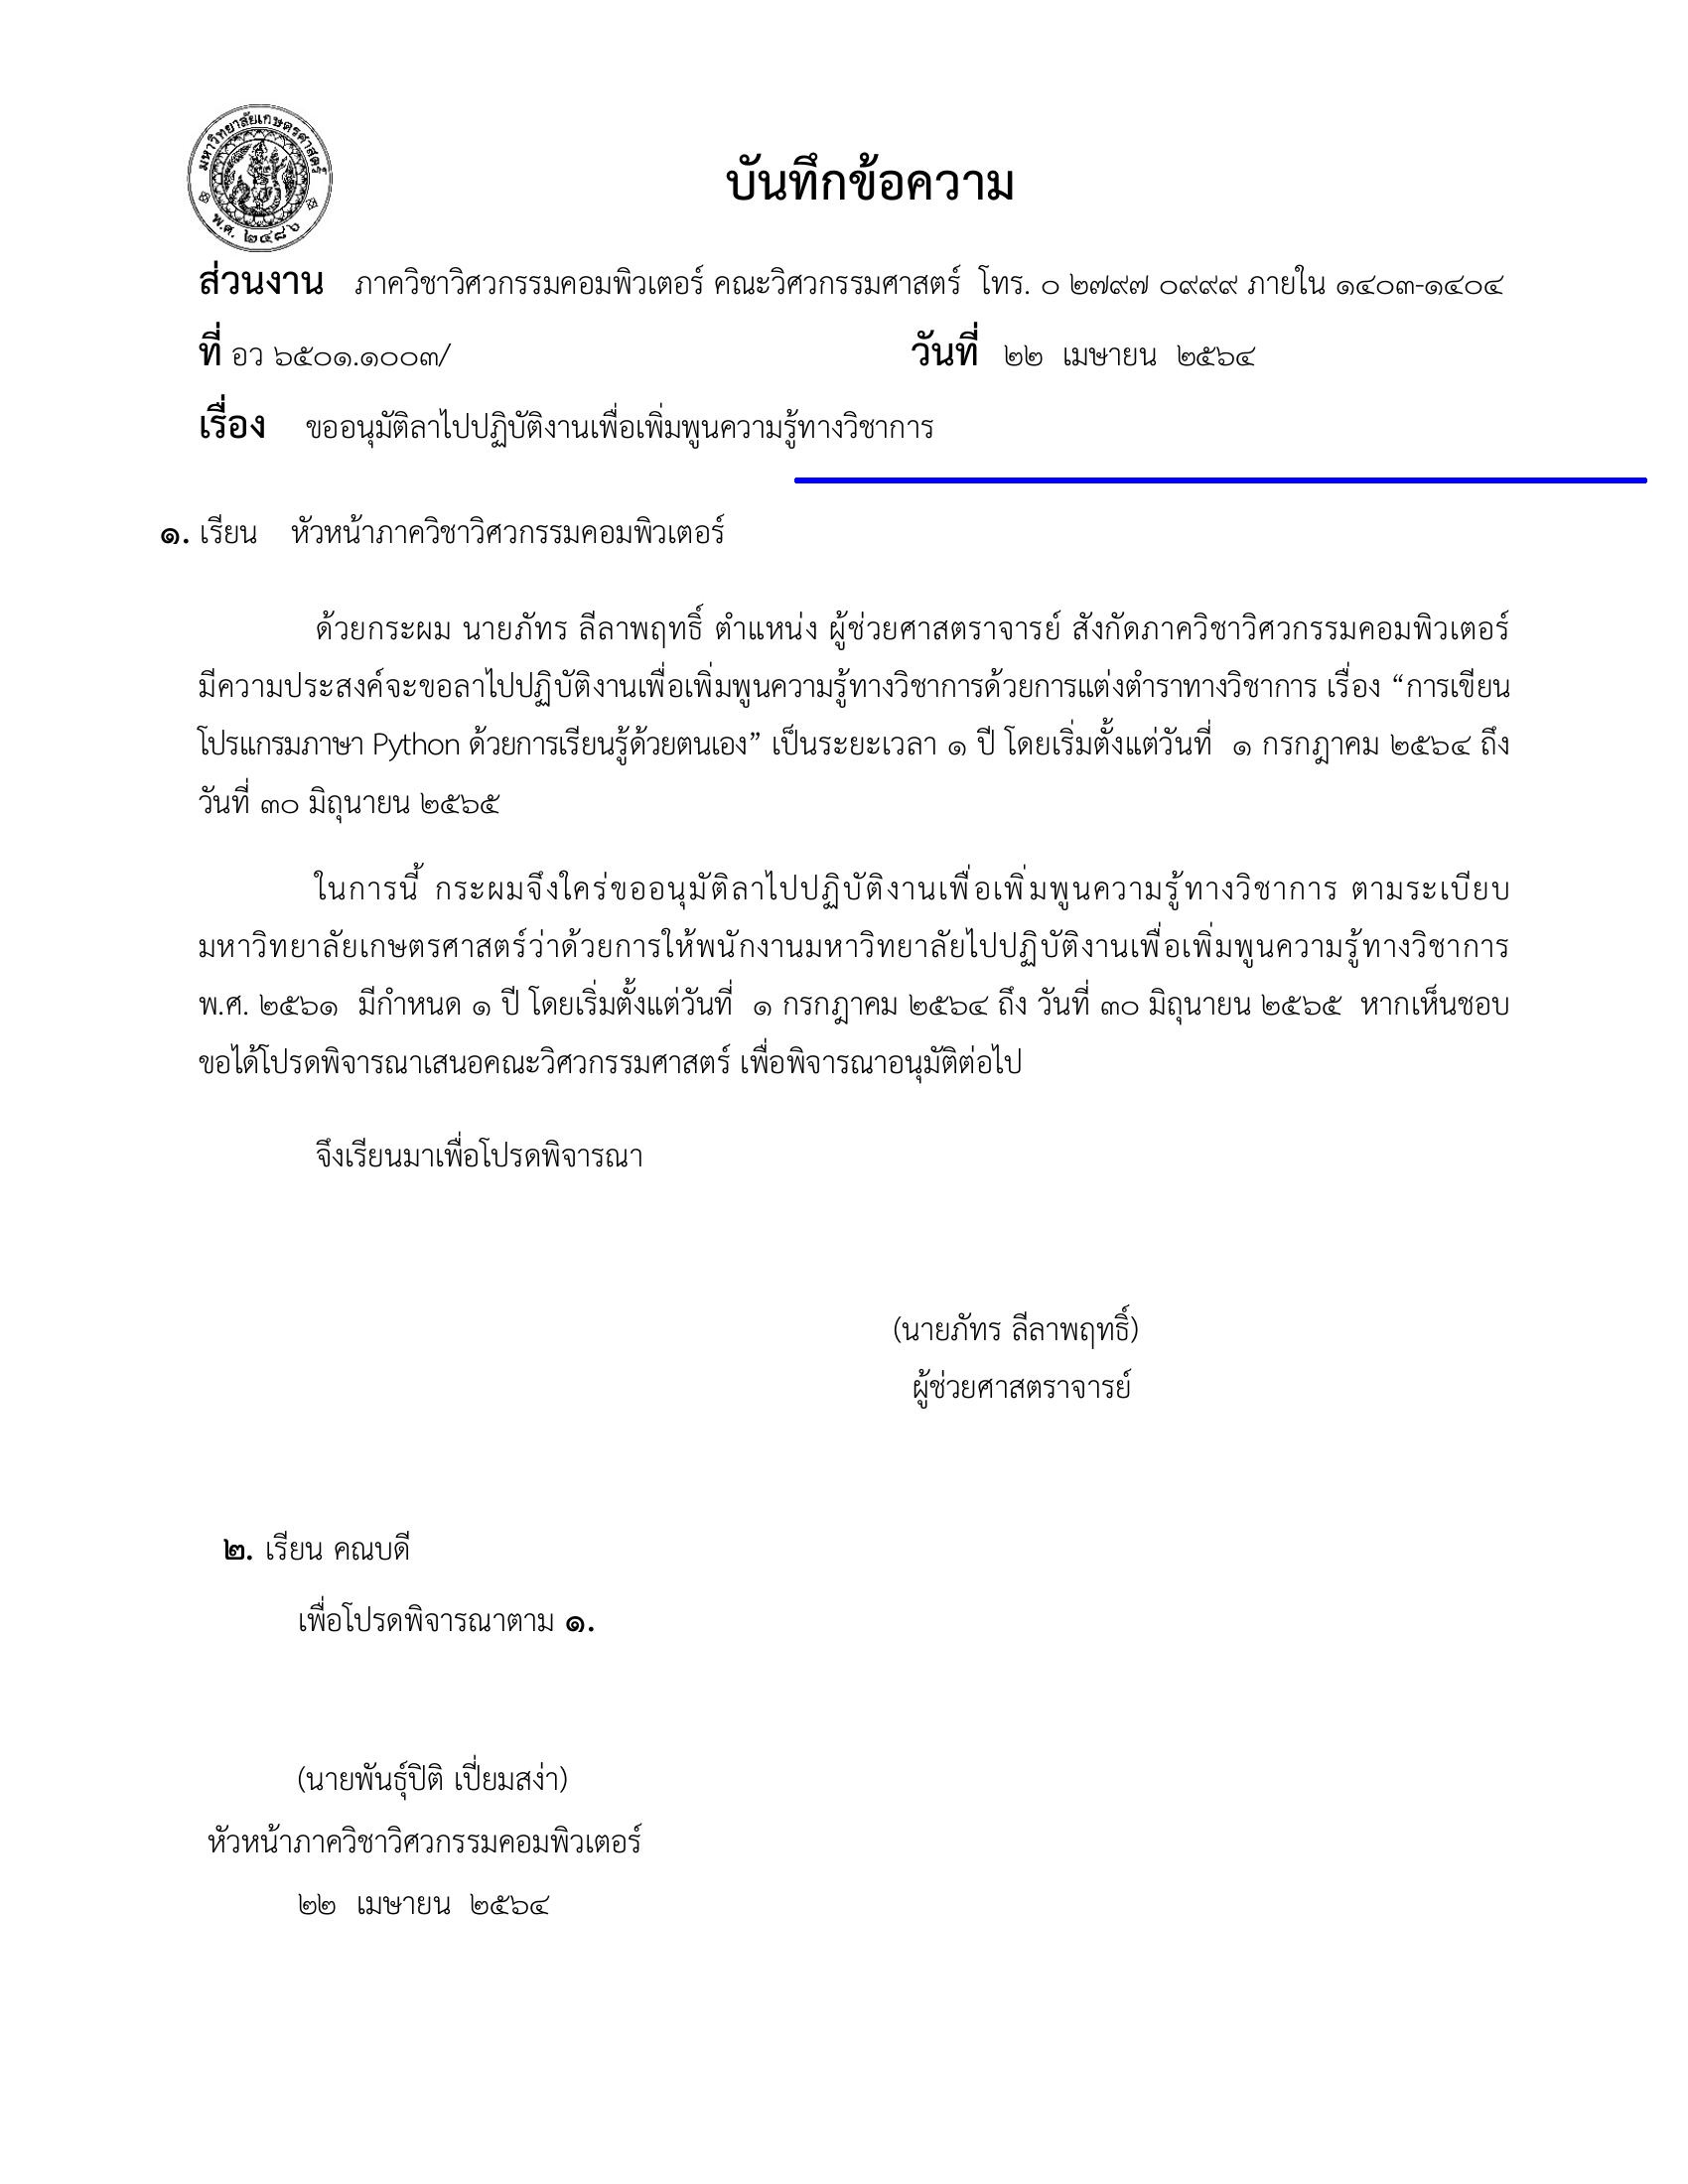 มหาวิทยาลัยเกษตรศาสตร์
พ.ศ. ๒๔๘๖
บันทึกข้อความ
ส่วนงาน ภาควิชาวิศวกรรมคอมพิวเตอร์ คณะวิศวกรรมศาสตร์ โทร. ๐ ๒๗๙๗ ๐๙๙๙ ภายใน ๑๔๐๓-๑๔๐๔
ที่ อว ๖๕๐๑.๑๐๐๓/ วันที่ ๒๒ เมษายน ๒๕๖๔
เรื่อง ขออนุมัติลาไปปฏิบัติงานเพื่อเพิ่มพูนความรู้ทางวิชาการ
๑. เรียน หัวหน้าภาควิชาวิศวกรรมคอมพิวเตอร์
ด้วยกระผม นายภัทร ลีลาพฤทธิ์ ตำแหน่ง ผู้ช่วยศาสตราจารย์ สังกัดภาควิชาวิศวกรรมคอมพิวเตอร์
มีความประสงค์จะขอลาไปปฏิบัติงานเพื่อเพิ่มพูนความรู้ทางวิชาการด้วยการแต่งตำราทางวิชาการ เรื่อง “การเขียน
โปรแกรมภาษา Python ด้วยการเรียนรู้ด้วยตนเอง” เป็นระยะเวลา ๑ ปี โดยเริ่มตั้งแต่วันที่ ๑ กรกฎาคม ๒๕๖๔ ถึง
วันที่ ๓๐ มิถุนายน ๒๕๖๕
ในการนี้ กระผมจึงใคร่ขออนุมัติลาไปปฏิบัติงานเพื่อเพิ่มพูนความรู้ทางวิชาการ ตามระเบียบ
มหาวิทยาลัยเกษตรศาสตร์ว่าด้วยการให้พนักงานมหาวิทยาลัยไปปฏิบัติงานเพื่อเพิ่มพูนความรู้ทางวิชาการ
พ.ศ. ๒๕๖๑ มีกำหนด ๑ ปี โดยเริ่มตั้งแต่วันที่ ๑ กรกฎาคม ๒๕๖๔ ถึง วันที่ ๓๐ มิถุนายน ๒๕๖๕ หากเห็นชอบ
ขอได้โปรดพิจารณาเสนอคณะวิศวกรรมศาสตร์ เพื่อพิจารณาอนุมัติต่อไป
จึงเรียนมาเพื่อโปรดพิจารณา
(นายภัทร ลีลาพฤทธิ์)
ผู้ช่วยศาสตราจารย์
๒. เรียน คณบดี
เพื่อโปรดพิจารณาตาม ๑.
(นายพันธุ์ปิติ เปี่ยมสง่า)
หัวหน้าภาควิชาวิศวกรรมคอมพิวเตอร์
๒๒ เมษายน ๒๕๖๔